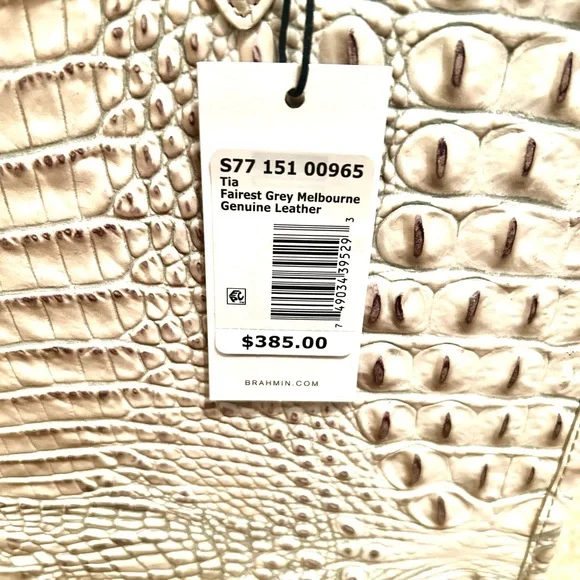 S77 151 00965
Tia
Fairest Grey Melbourne
Genuine Leather
7 49034 39529 3
$385.00
BRAHMIN.COM